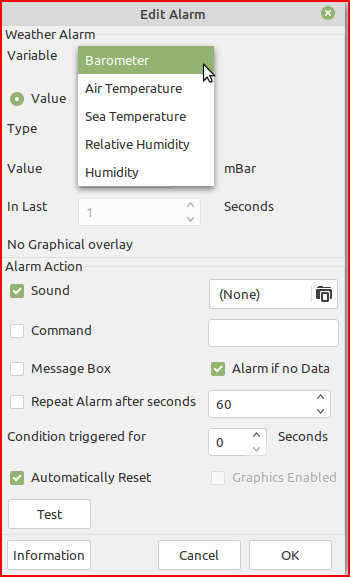 Edit Alarm
Weather Alarm
Variable
Barometer
Air Temperature
Sea Temperature
Relative Humidity
Humidity
Value
Type
Value mBar
In Last 1 Seconds
No Graphical overlay
Alarm Action
Sound (None)
Command
Message Box Alarm if no Data
Repeat Alarm after seconds 60
Condition triggered for 0 Seconds
Automatically Reset Graphics Enabled
Test
Information Cancel OK